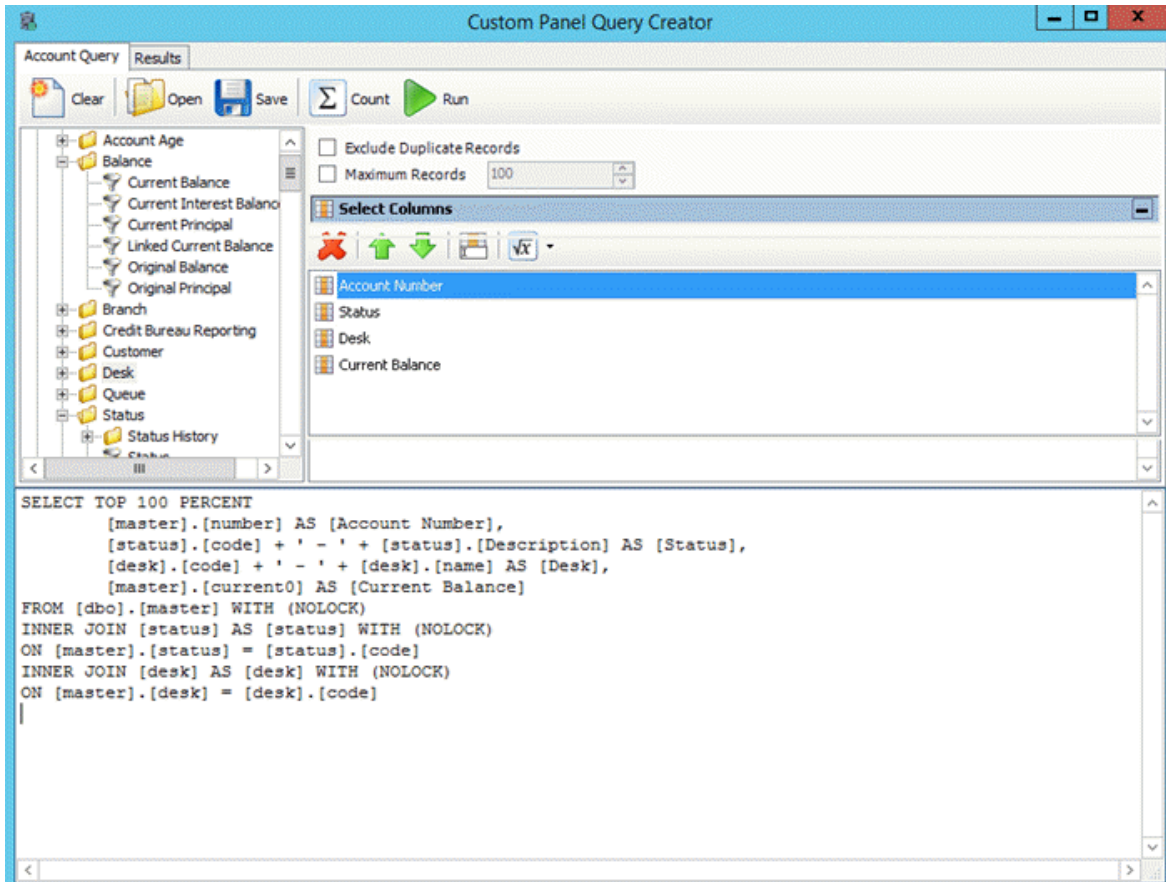 Custom Panel Query Creator
Account Query Results
Clear Open Save Count Run
Account Age
Balance
Current Balance
Current Interest Balanc
Current Principal
Linked Current Balance
Original Balance
Original Principal
Branch
Credit Bureau Reporting
Customer
Desk
Queue
Status
Status History
Status
Exclude Duplicate Records
Maximum Records 100
Select Columns
√x
Account Number
Status
Desk
Current Balance
SELECT TOP 100 PERCENT
[master].[number] AS [Account Number],
[status].[code] + ' - ' + [status].[Description] AS [Status],
[desk].[code] + ' - ' + [desk].[name] AS [Desk],
[master].[current0] AS [Current Balance]
FROM [dbo].[master] WITH (NOLOCK)
INNER JOIN [status] AS [status] WITH (NOLOCK)
ON [master].[status] = [status].[code]
INNER JOIN [desk] AS [desk] WITH (NOLOCK)
ON [master].[desk] = [desk].[code]